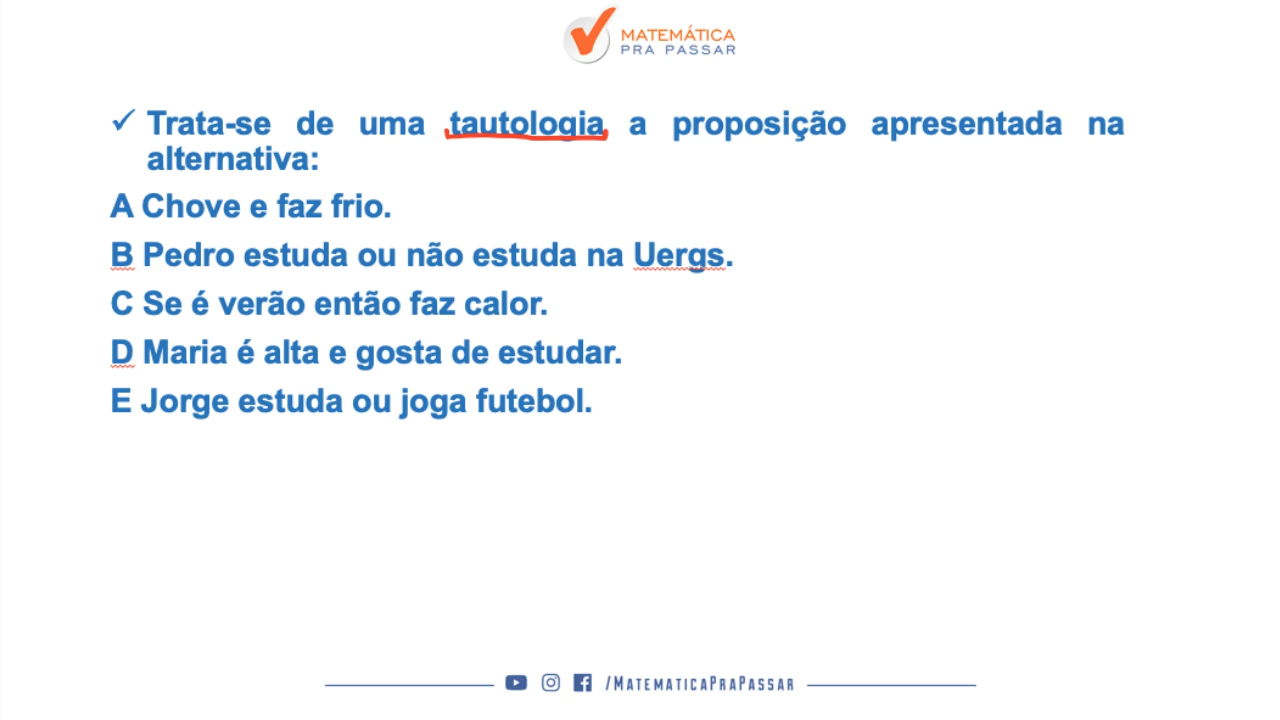 MATEMÁTICA
PRA PASSAR
✓ Trata-se de uma tautologia a proposição apresentada na
alternativa:
A Chove e faz frio.
B Pedro estuda ou não estuda na Uergs.
C Se é verão então faz calor.
D Maria é alta e gosta de estudar.
E Jorge estuda ou joga futebol.
/MATEMATICAPRAPASSAR